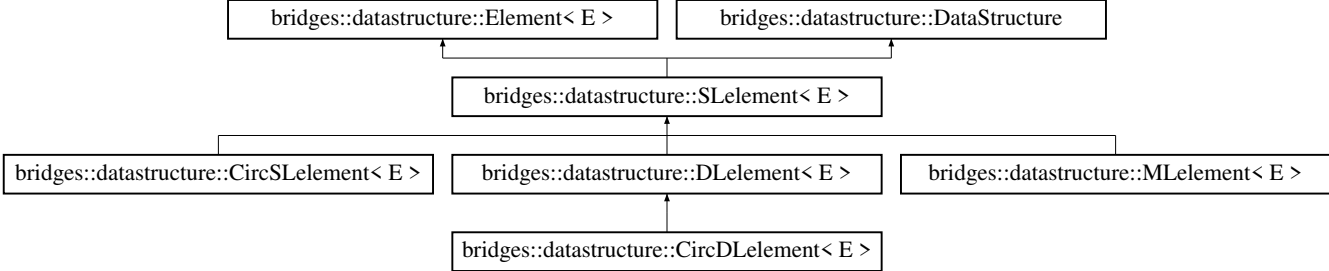 bridges::datastructure::Element< E >
bridges::datastructure::DataStructure
bridges::datastructure::SLelement< E >
bridges::datastructure::CircSLelement< E >
bridges::datastructure::DLelement< E >
bridges::datastructure::MLelement< E >
bridges::datastructure::CircDLelement< E >